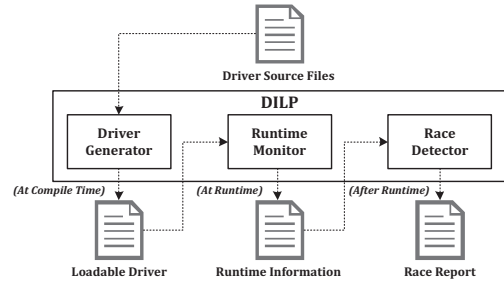 Driver Source Files
DILP
Driver
Generator
Runtime
Monitor
Race
Detector
(At Compile Time)
(At Runtime)
(After Runtime)
Loadable Driver
Runtime Information
Race Report